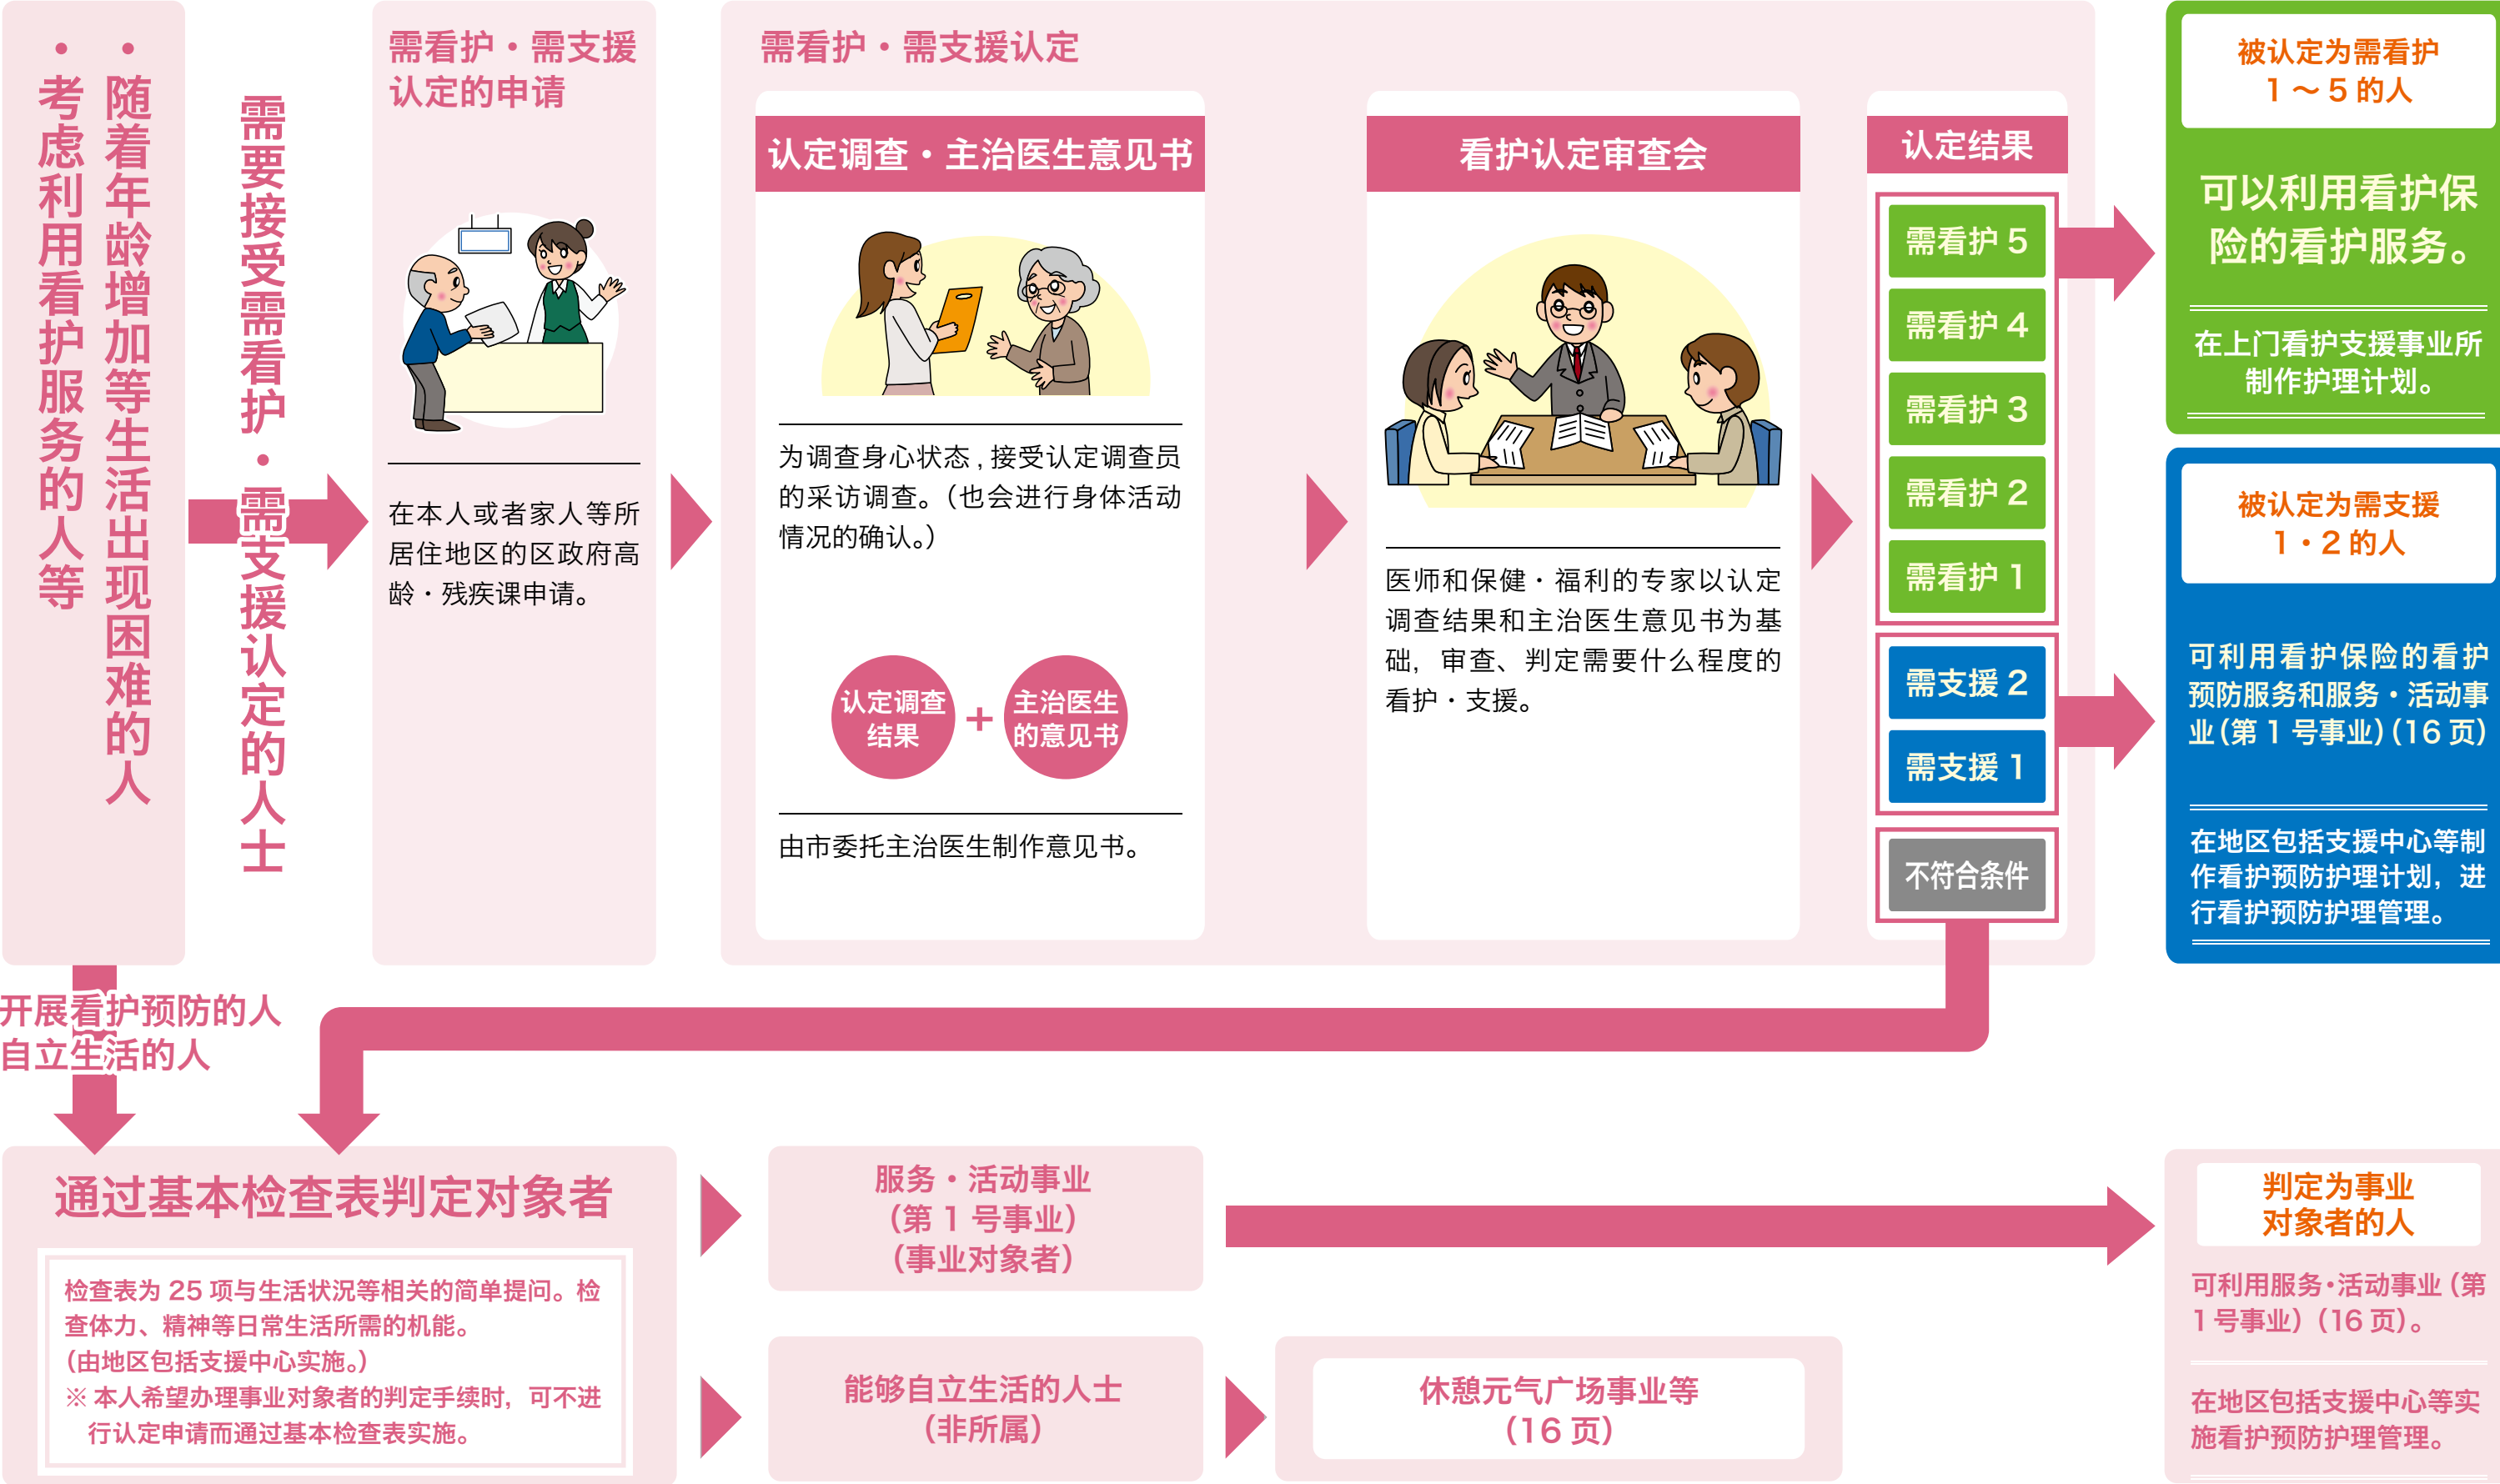 ・随着年龄增加等生活出现困难的人
・考虑利用看护服务的人等
需要接受需看护・需支援认定的人士
需看护・需支援
认定的申请
在本人或者家人等所
居住地区的区政府高
龄・残疾课申请。
需看护・需支援认定
认定调查・主治医生意见书
为调查身心状态，接受认定调查员
的采访调查。（也会进行身体活动
情况的确认。）
认定调查
结果
+
主治医生
的意见书
由市委托主治医生制作意见书。
看护认定审查会
医师和保健・福利的专家以认定
调查结果和主治医生意见书为基
础，审查、判定需要什么程度的
看护・支援。
认定结果
需看护 5
需看护 4
需看护 3
需看护 2
需看护 1
需支援 2
需支援 1
不符合条件
被认定为需看护
1 ～ 5 的人
可以利用看护保
险的看护服务。
在上门看护支援事业所
制作护理计划。
被认定为需支援
1・2 的人
可利用看护保险的看护
预防服务和服务・活动事
业（第 1 号事业）（16 页）
在地区包括支援中心等制
作看护预防护理计划，进
行看护预防护理管理。
开展看护预防的人
自立生活的人
通过基本检查表判定对象者
检查表为 25 项与生活状况等相关的简单提问。检
查体力、精神等日常生活所需的机能。
（由地区包括支援中心实施。）
※ 本人希望办理事业对象者的判定手续时，可不进
行认定申请而通过基本检查表实施。
服务・活动事业
（第 1 号事业）
（事业对象者）
能够自立生活的人士
（非所属）
休憩元气广场事业等
（16 页）
判定为事业
对象者的人
可利用服务・活动事业（第
1 号事业）（16 页）。
在地区包括支援中心等实
施看护预防护理管理。